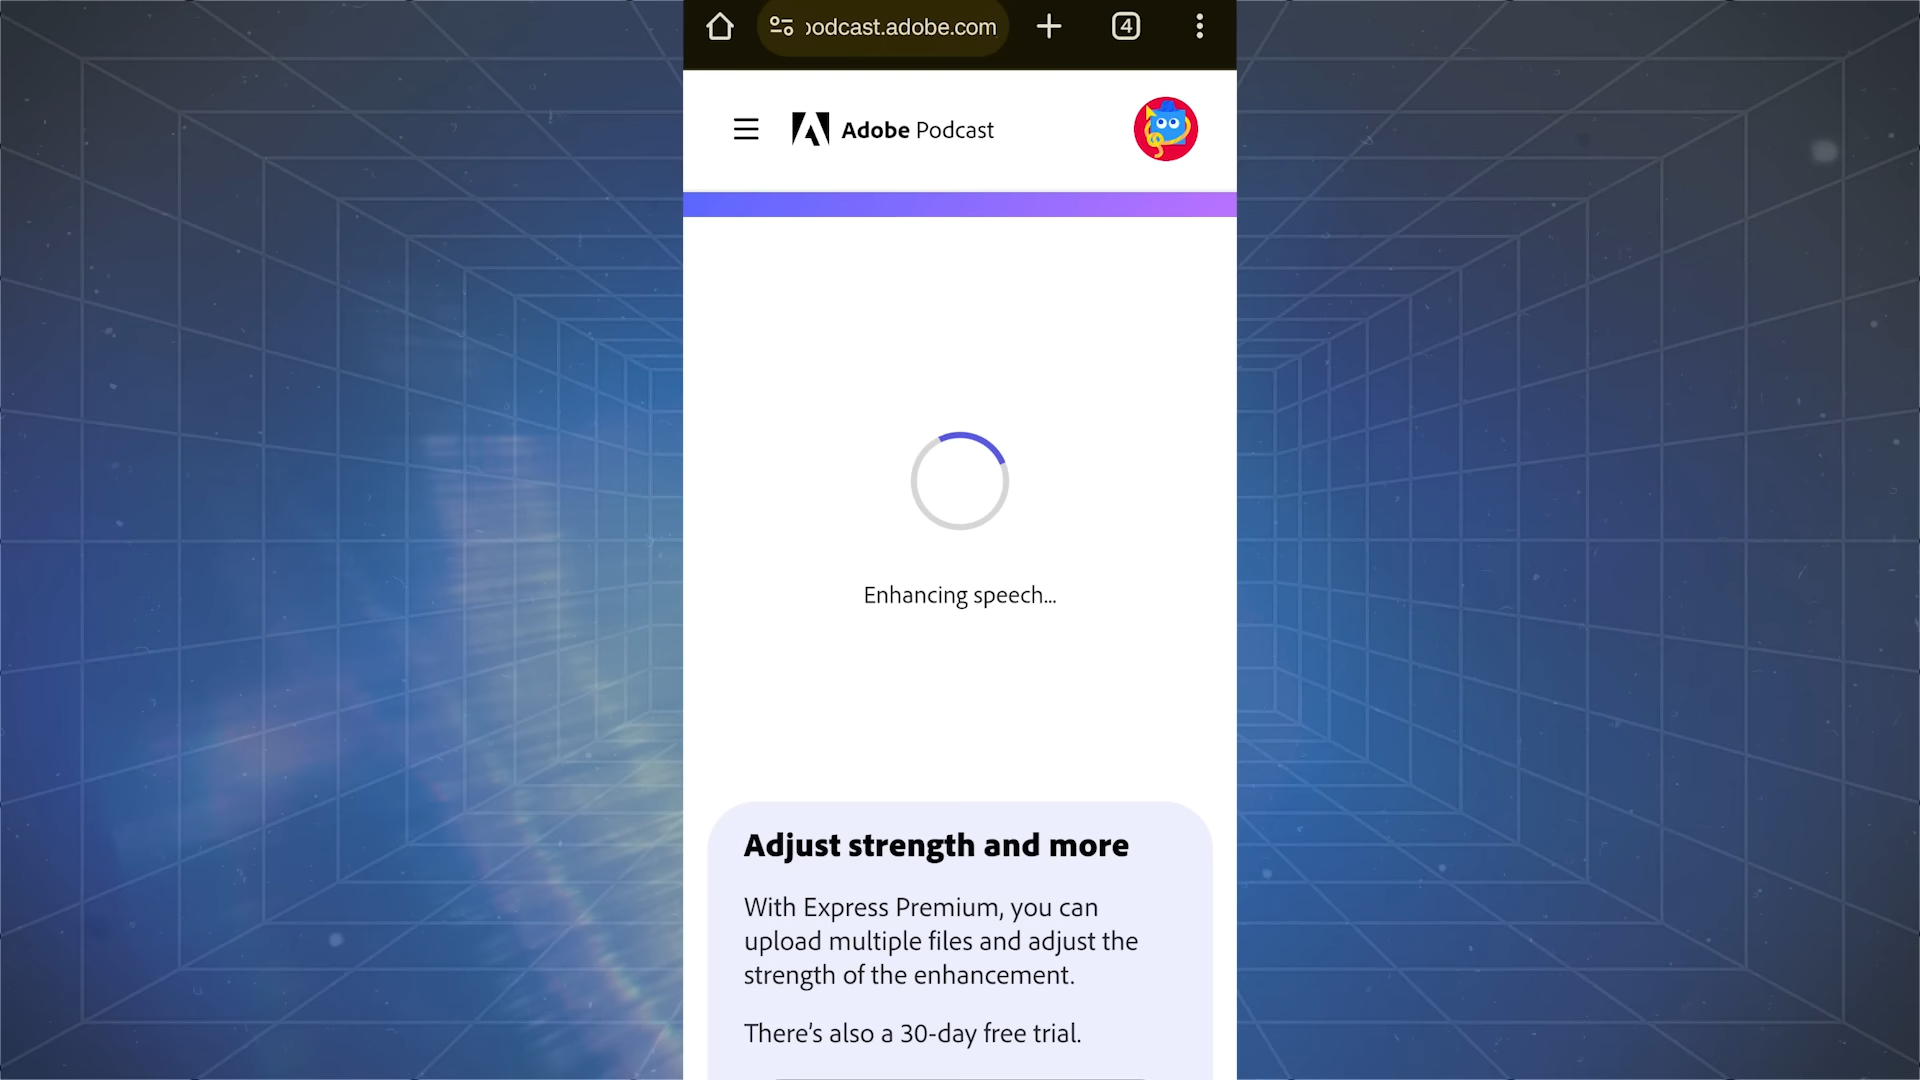 podcast.adobe.com
4
Adobe Podcast
Enhancing speech...
Adjust strength and more
With Express Premium, you can
upload multiple files and adjust the
strength of the enhancement.
There's also a 30-day free trial.